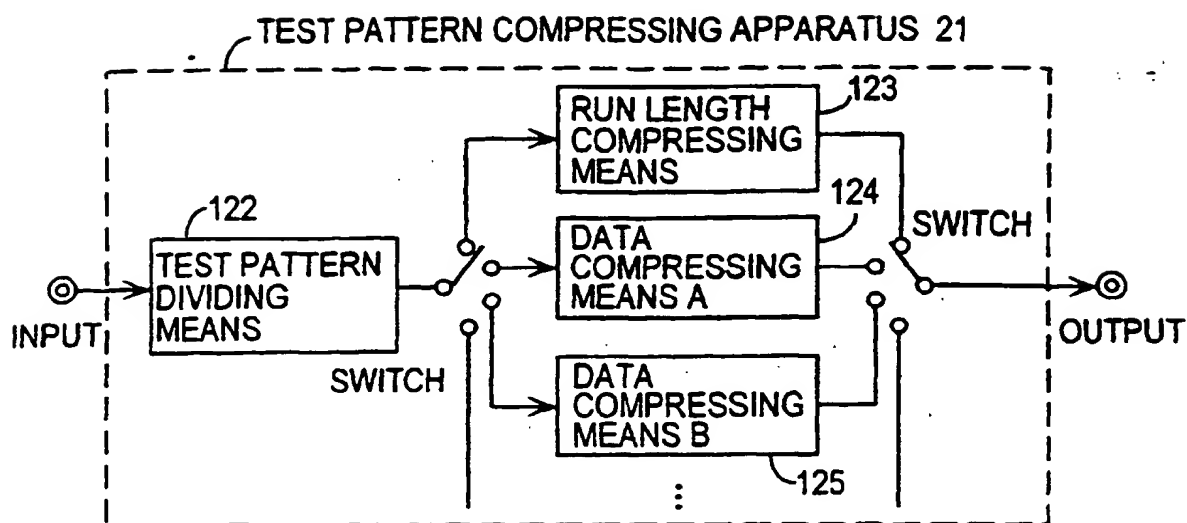 TEST PATTERN COMPRESSING APPARATUS 21
123
RUN LENGTH
COMPRESSING
MEANS
122
TEST PATTERN
DIVIDING
MEANS
124
DATA
COMPRESSING
MEANS A
SWITCH
INPUT
OUTPUT
SWITCH
DATA
COMPRESSING
MEANS B
125